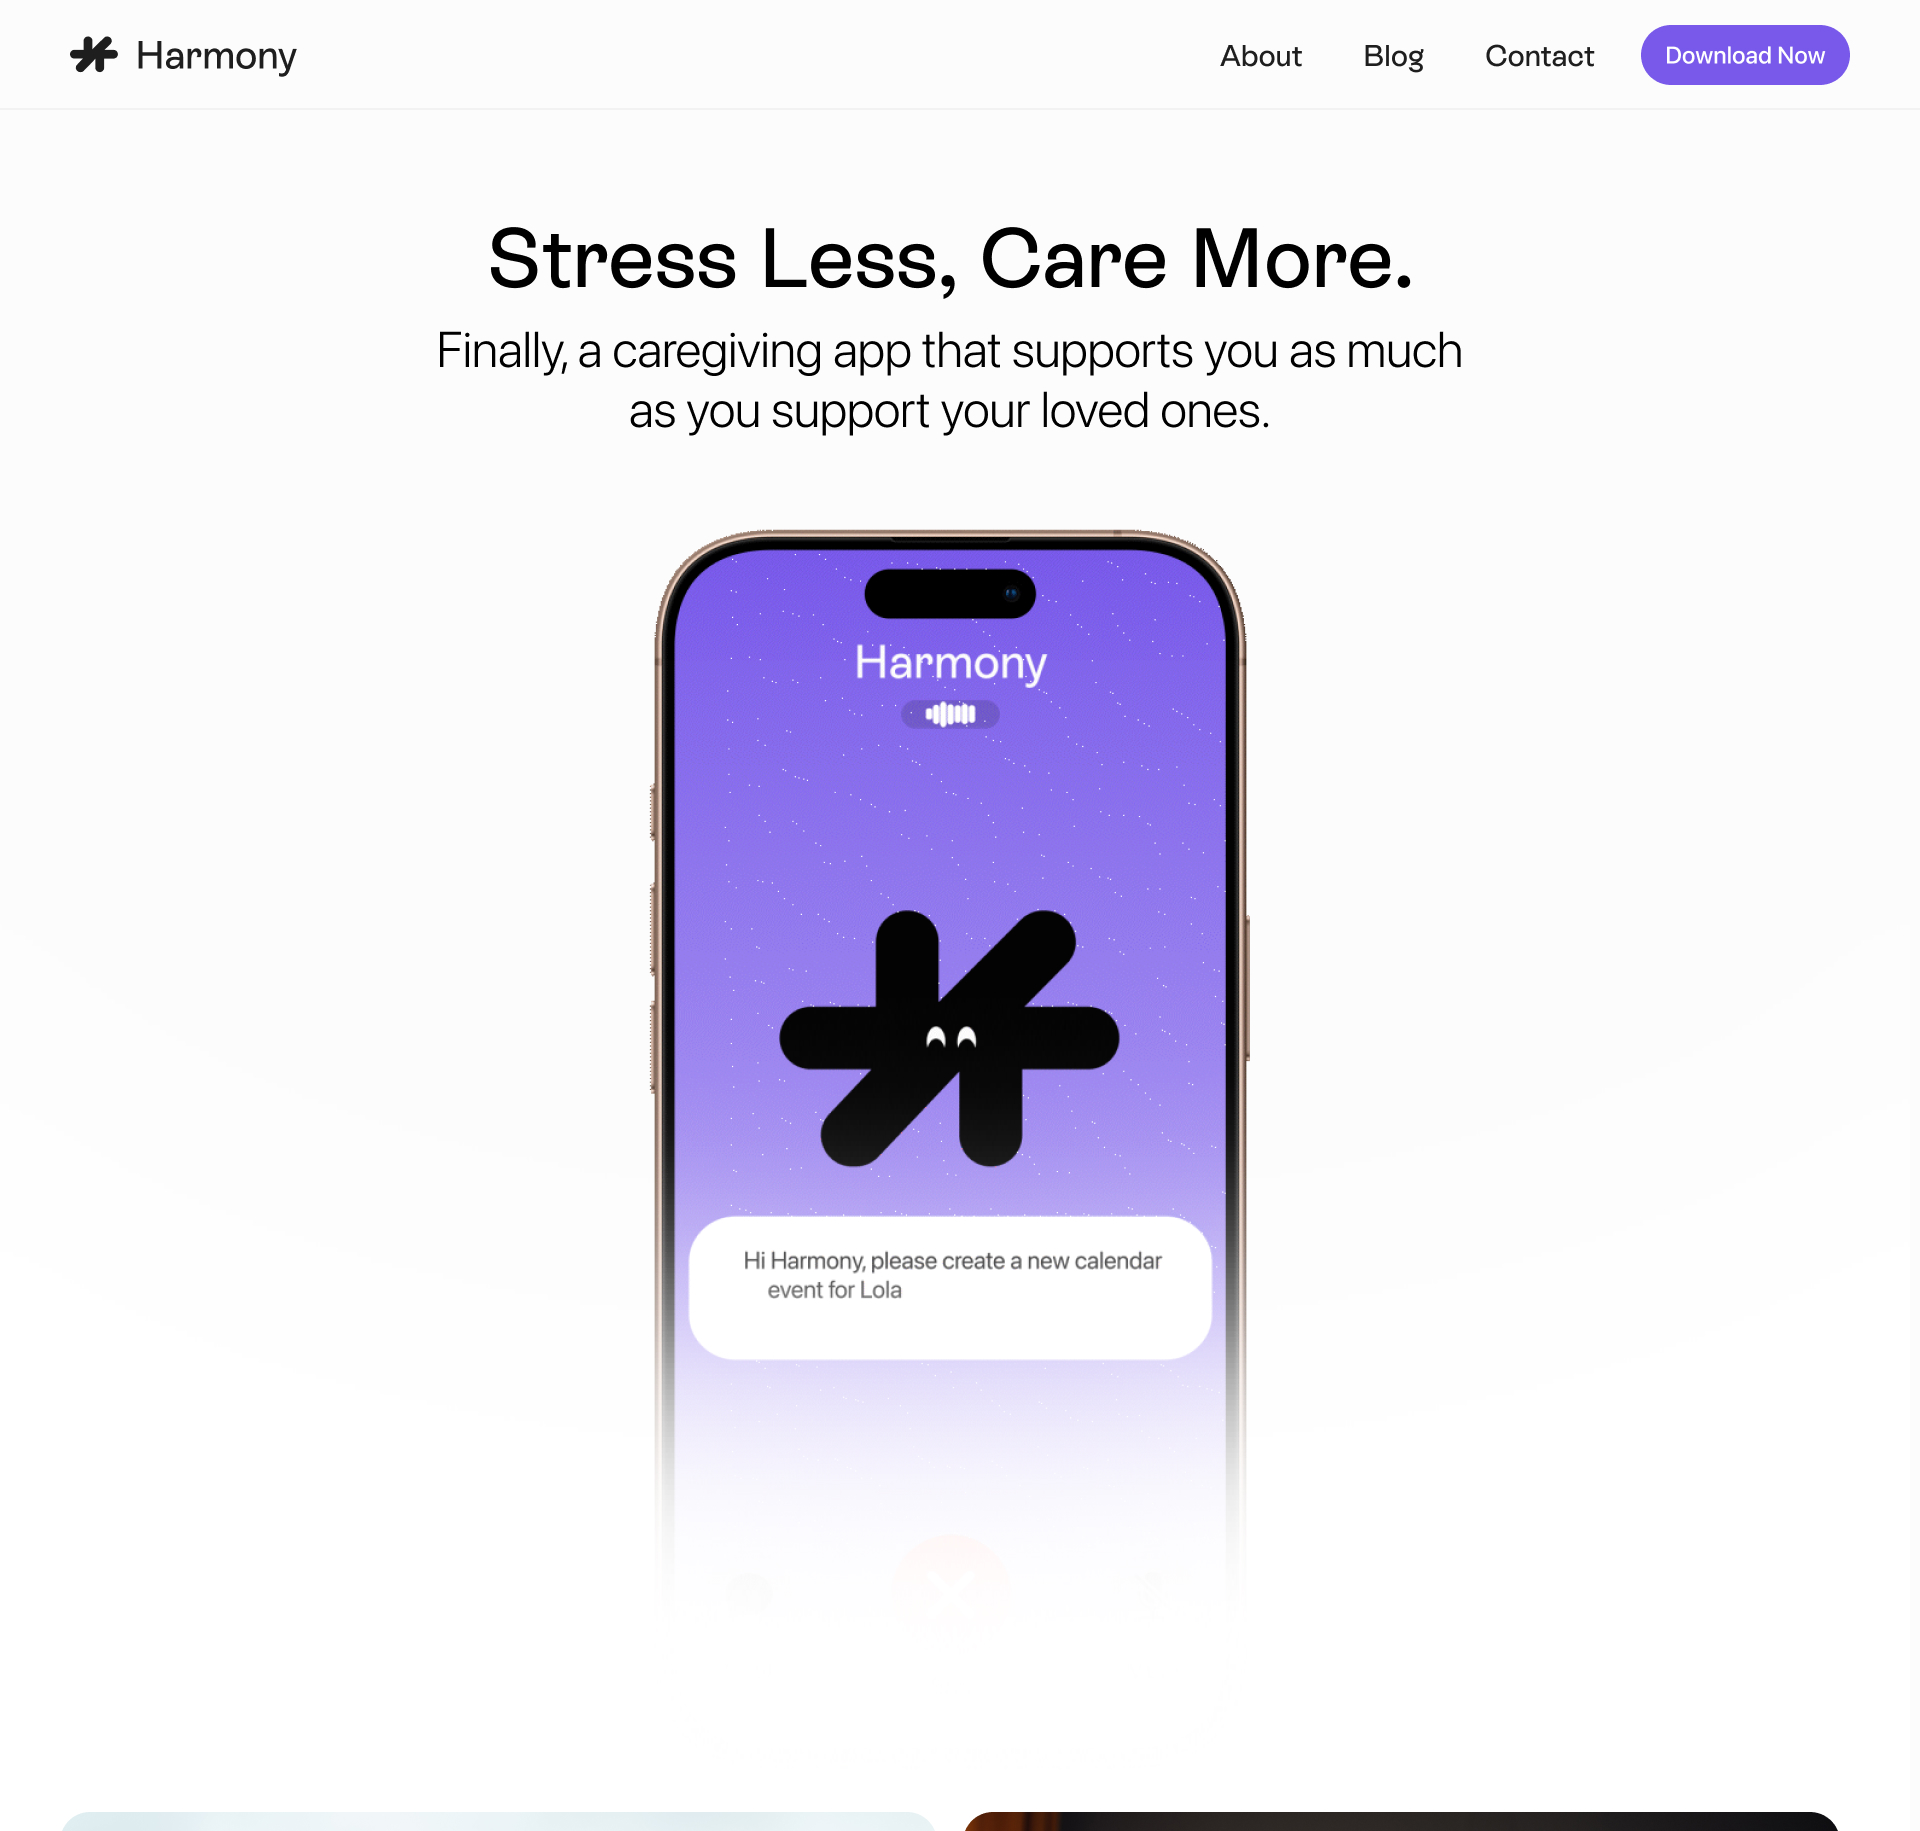 Harmony
About
Blog
Contact
Download Now
Stress Less, Care More.
Finally, a caregiving app that supports you as much
as you support your loved ones.
Harmony
Hi Harmony, please create a new calendar
event for Lola